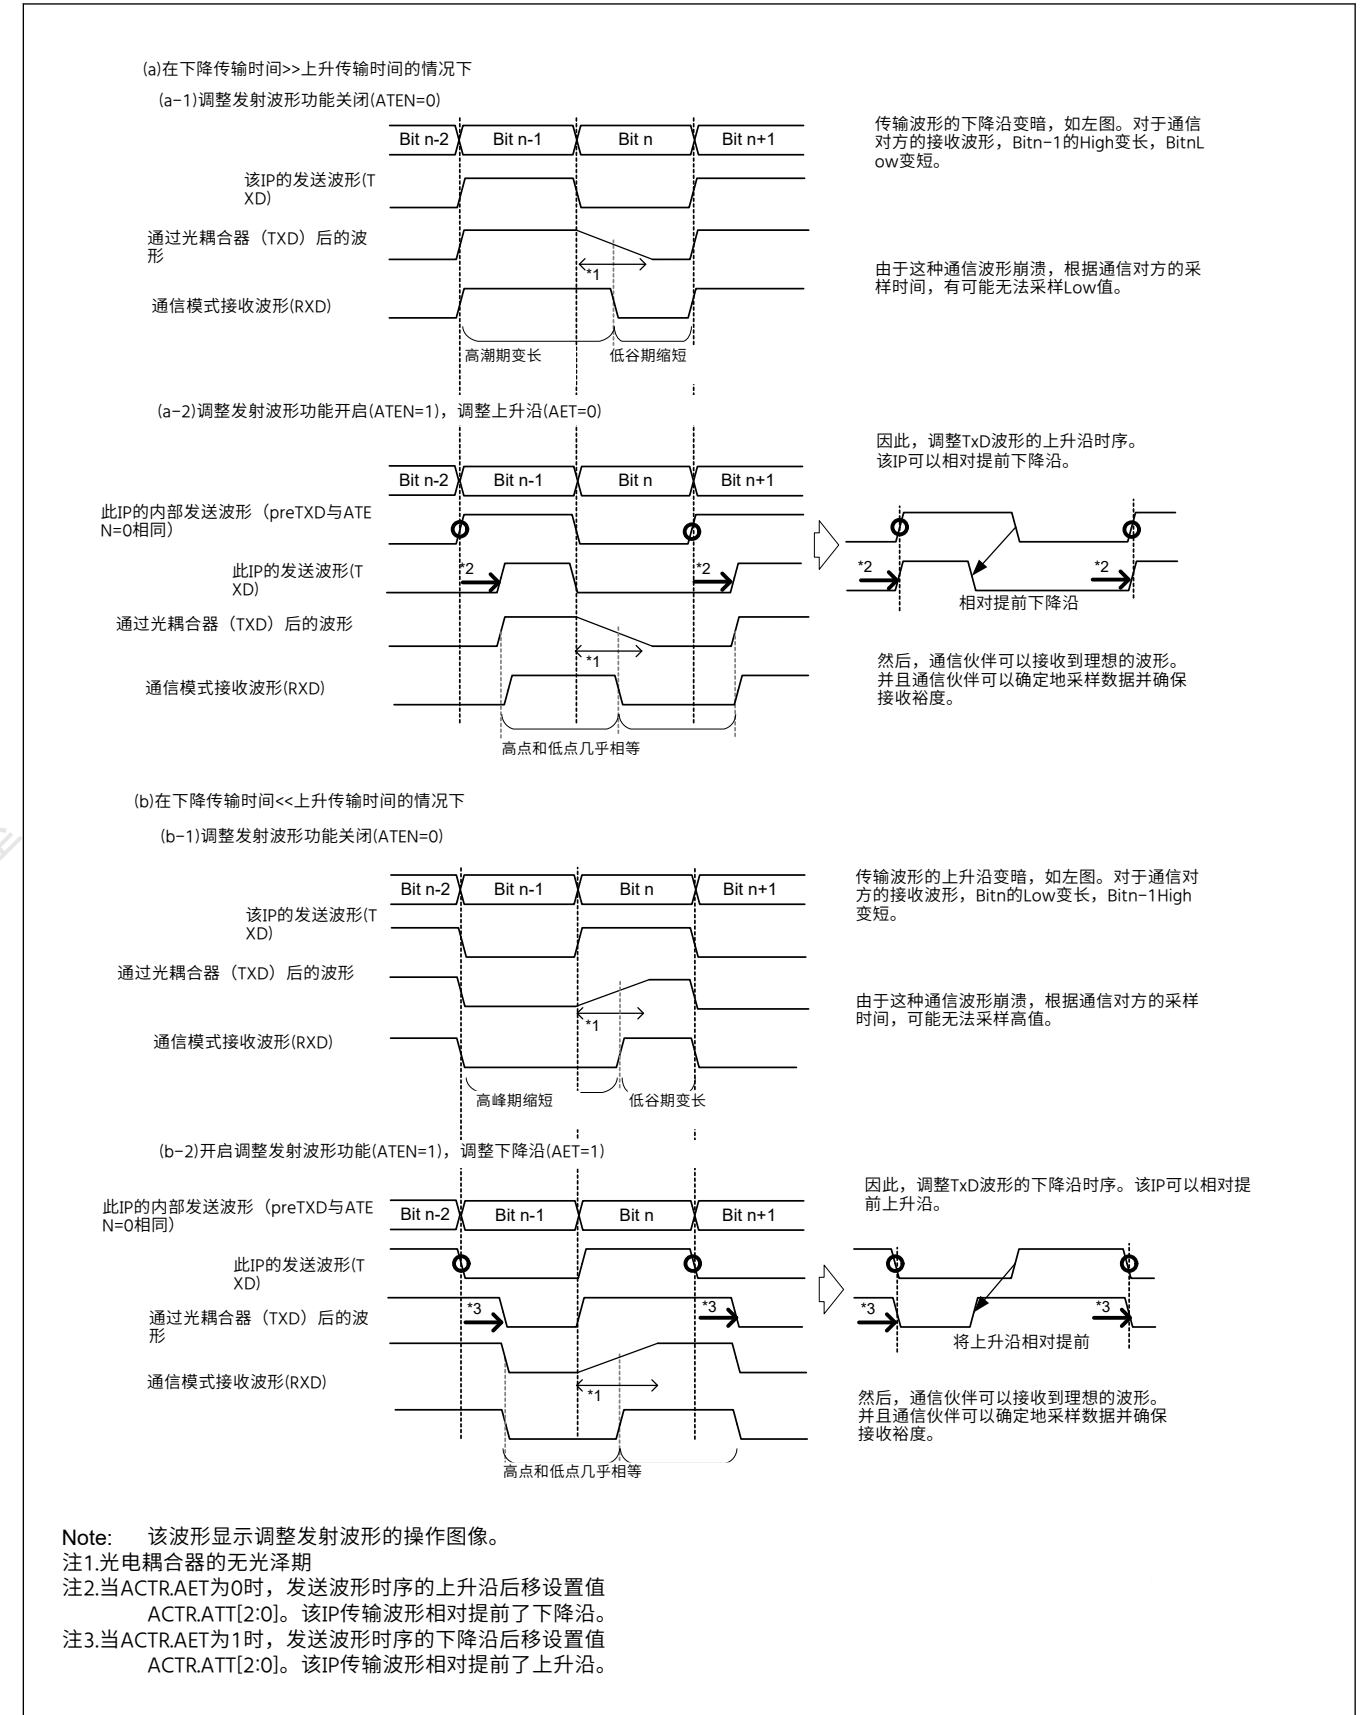 (a)在下降传输时间>>上升传输时间的情况下
(a-1)调整发射波形功能关闭(ATEN=0)
Bit n-2 Bit n-1 Bit n Bit n+1
该IP的发送波形(T
XD)
通过光耦合器（TXD）后的波
形
*1
通信模式接收波形(RXD)
高潮期变长 低谷期缩短
传输波形的下降沿变暗，如左图。对于通信
对方的接收波形，Bitn-1的High变长，BitnL
ow变短。
由于这种通信波形崩溃，根据通信对方的采
样时间，有可能无法采样Low值。
(a-2)调整发射波形功能开启(ATEN=1)，调整上升沿(AET=0)
Bit n-2 Bit n-1 Bit n Bit n+1
此IP的内部发送波形（preTXD与ATE
N=0相同）
此IP的发送波形(T
XD)
*2 *2
通过光耦合器（TXD）后的波形
*1
通信模式接收波形(RXD)
高点和低点几乎相等
因此，调整TxD波形的上升沿时序。
该IP可以相对提前下降沿。
*2 *2
相对提前下降沿
然后，通信伙伴可以接收到理想的波形。
并且通信伙伴可以确定地采样数据并确保
接收裕度。
(b)在下降传输时间<<上升传输时间的情况下
(b-1)调整发射波形功能关闭(ATEN=0)
Bit n-2 Bit n-1 Bit n Bit n+1
该IP的发送波形(T
XD)
通过光耦合器（TXD）后的波形
*1
通信模式接收波形(RXD)
高峰期缩短 低谷期变长
传输波形的上升沿变暗，如左图。对于通信对
方的接收波形，Bitn的Low变长，Bitn-1High
变短。
由于这种通信波形崩溃，根据通信对方的采样
时间，可能无法采样高值。
(b-2)开启调整发射波形功能(ATEN=1)，调整下降沿(AET=1)
此IP的内部发送波形（preTXD与ATE
N=0相同）
Bit n-2 Bit n-1 Bit n Bit n+1
此IP的发送波形(T
XD)
通过光耦合器（TXD）后的波
形
*3 *3
通信模式接收波形(RXD)
*1
高点和低点几乎相等
因此，调整TxD波形的下降沿时序。该IP可以相对提
前上升沿。
*3 *3
将上升沿相对提前
然后，通信伙伴可以接收到理想的波形。
并且通信伙伴可以确定地采样数据并确保
接收裕度。
Note: 该波形显示调整发射波形的操作图像。
注1.光电耦合器的无光泽期
注2.当ACTR.AET为0时，发送波形时序的上升沿后移设置值
ACTR.ATT[2:0]。该IP传输波形相对提前了下降沿。
注3.当ACTR.AET为1时，发送波形时序的下降沿后移设置值
ACTR.ATT[2:0]。该IP传输波形相对提前了上升沿。